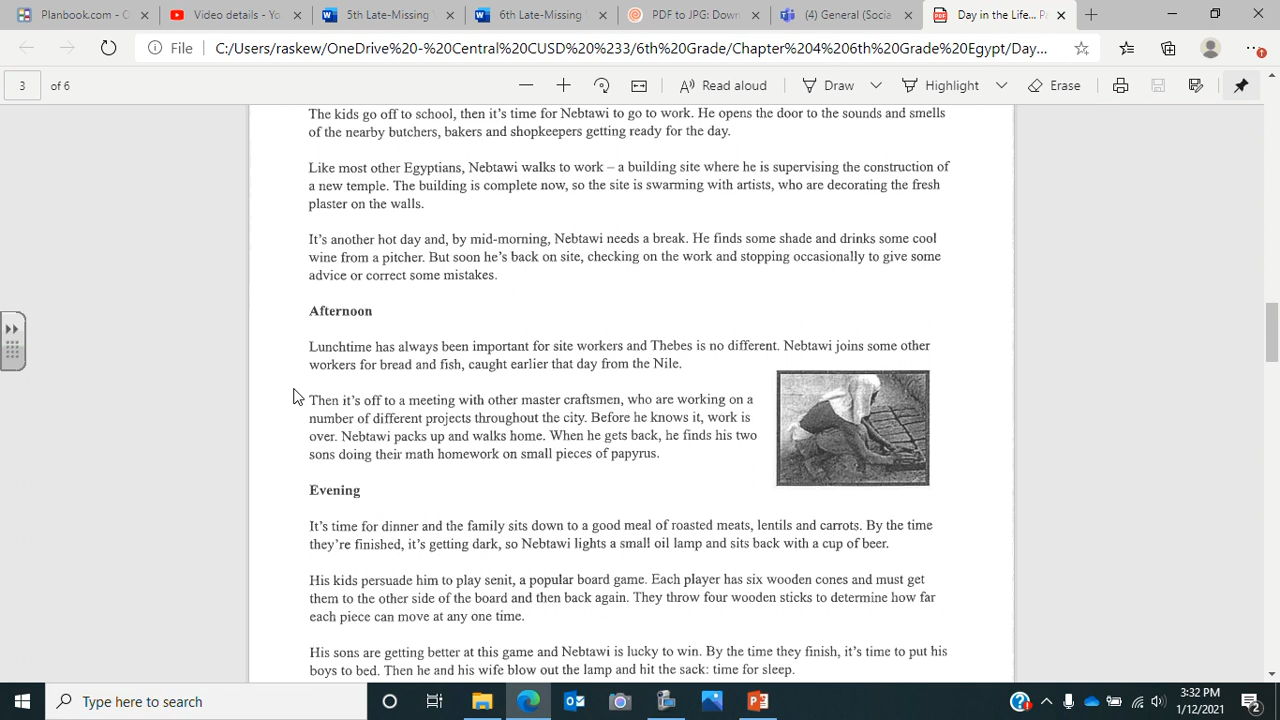 Planbook.com - C
Video details - Yo
5th Late-Missing
6th Late-Missing
PDF to JPG: Down
(4) General (Social
Day in the Life... P
File
C:/Users/raskew/OneDrive%20-%20Central%20CUSD%20%233/6th%20Grade/Chapter%204%206th%20Grade%20Egypt/Day...
3 of 6
Read aloud
Draw
Highlight
Erase
The kids go off to school, then it's time for Nebtawi to go to work. He opens the door to the sounds and smells
of the nearby butchers, bakers and shopkeepers getting ready for the day.
Like most other Egyptians, Nebtawi walks to work – a building site where he is supervising the construction of
a new temple. The building is complete now, so the site is swarming with artists, who are decorating the fresh
plaster on the walls.
It's another hot day and, by mid-morning, Nebtawi needs a break. He finds some shade and drinks some cool
wine from a pitcher. But soon he's back on site, checking on the work and stopping occasionally to give some
advice or correct some mistakes.
Afternoon
Lunchtime has always been important for site workers and Thebes is no different. Nebtawi joins some other
workers for bread and fish, caught earlier that day from the Nile.
Then it's off to a meeting with other master craftsmen, who are working on a
number of different projects throughout the city. Before he knows it, work is
over. Nebtawi packs up and walks home. When he gets back, he finds his two
sons doing their math homework on small pieces of papyrus.
Evening
It's time for dinner and the family sits down to a good meal of roasted meats, lentils and carrots. By the time
they're finished, it's getting dark, so Nebtawi lights a small oil lamp and sits back with a cup of beer.
His kids persuade him to play senit, a popular board game. Each player has six wooden cones and must get
them to the other side of the board and then back again. They throw four wooden sticks to determine how far
each piece can move at any one time.
His sons are getting better at this game and Nebtawi is lucky to win. By the time they finish, it's time to put his
boys to bed. Then he and his wife blow out the lamp and hit the sack: time for sleep.
Type here to search
3:32 PM
1/12/2021
2